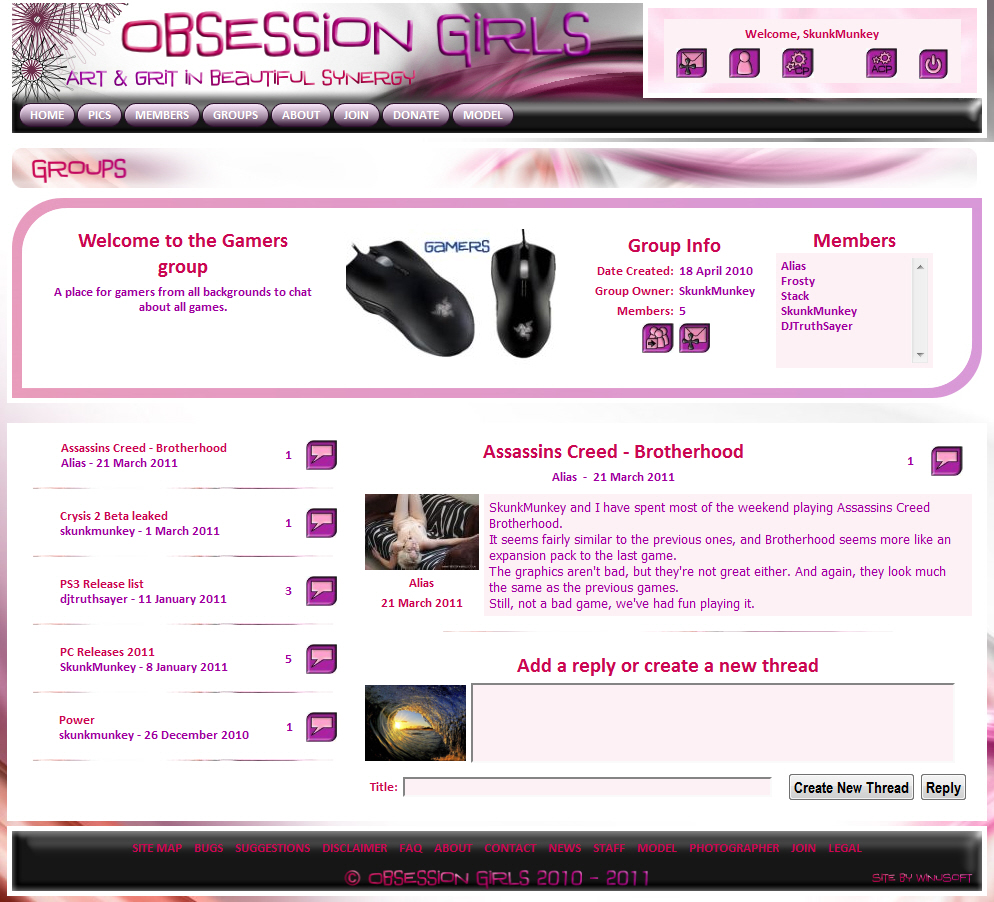 OBSESSION GIRLS
ART & GRIT IN BEAUTIFUL SYNERGY
Welcome, SkunkMunkey
CP
ACP
HOME PICS MEMBERS GROUPS ABOUT JOIN DONATE MODEL
GROUPS
Welcome to the Gamers
group
A place for gamers from all backgrounds to chat
about all games.
GAMERS
Group Info
Date Created: 18 April 2010
Group Owner: SkunkMunkey
Members: 5
Members
Alias
Frosty
Stack
SkunkMunkey
DJTruthSayer
Assassins Creed - Brotherhood
Alias - 21 March 2011
1
Crysis 2 Beta leaked
skunkmunkey - 1 March 2011
1
PS3 Release list
djtruthsayer - 11 January 2011
3
PC Releases 2011
SkunkMunkey - 8 January 2011
5
Power
skunkmunkey - 26 December 2010
1
Assassins Creed - Brotherhood
Alias - 21 March 2011
1
Alias
21 March 2011
SkunkMunkey and I have spent most of the weekend playing Assassins Creed
Brotherhood.
It seems fairly similar to the previous ones, and Brotherhood seems more like an
expansion pack to the last game.
The graphics aren't bad, but they're not great either. And again, they look much
the same as the previous games.
Still, not a bad game, we've had fun playing it.
Add a reply or create a new thread
Title:
Create New Thread
Reply
SITE MAP BUGS SUGGESTIONS DISCLAIMER FAQ ABOUT CONTACT NEWS STAFF MODEL PHOTOGRAPHER JOIN LEGAL
© OBSESSION GIRLS 2010 - 2011
SITE BY WINUSOFT